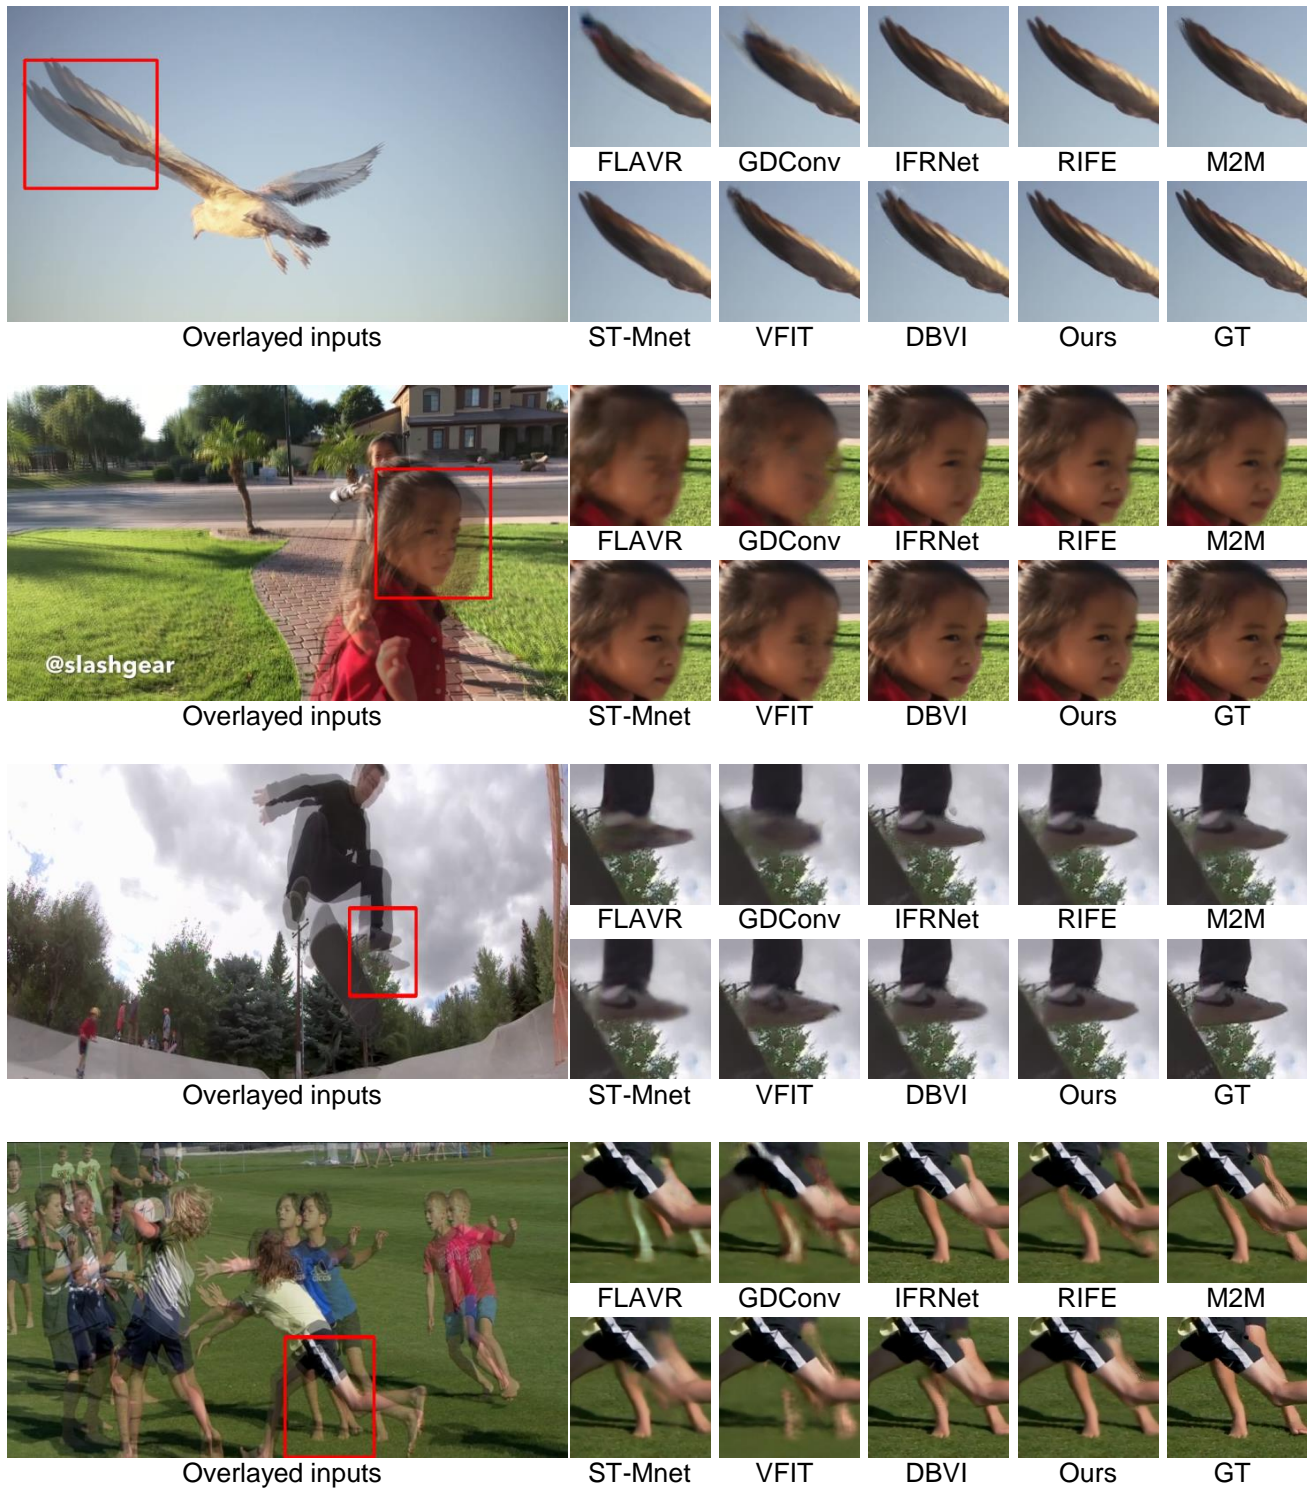 FLAVR GDConv IFRNet RIFE M2M
Overlayed inputs ST-Mnet VFIT DBVI Ours GT
FLAVR GDConv IFRNet RIFE M2M
@slashgear
Overlayed inputs ST-Mnet VFIT DBVI Ours GT
FLAVR GDConv IFRNet RIFE M2M
Overlayed inputs ST-Mnet VFIT DBVI Ours GT
FLAVR GDConv IFRNet RIFE M2M
Overlayed inputs ST-Mnet VFIT DBVI Ours GT